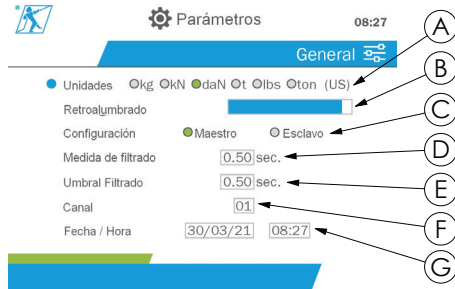 Parámetros 08:27 A
General B
Unidades kg kN daN t lbs ton (US)
Retroalumbrado C
Configuración Maestro Esclavo
Medida de filtrado 0.50 sec. D
Umbral Filtrado 0.50 sec. E
Canal 01 F
Fecha / Hora 30/03/21 08:27 G